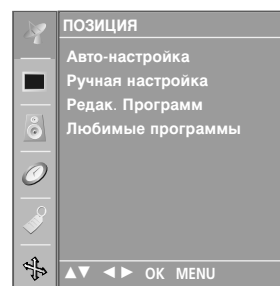 ПОЗИЦИЯ
Авто-настройка
Ручная настройка
Редак. Программ
Любимые программы
▲▼ ◄► OK MENU